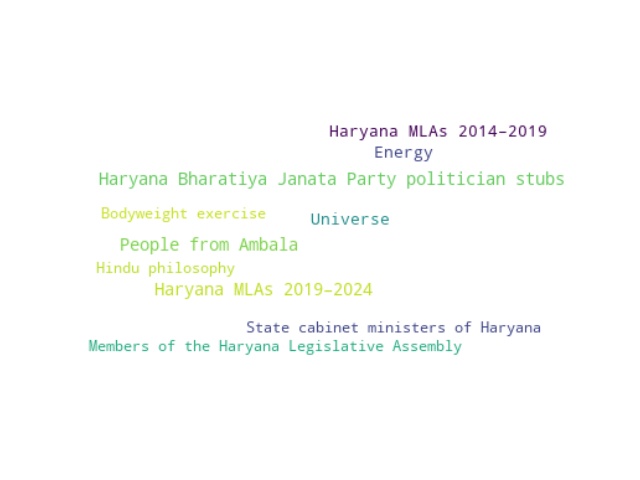 Haryana MLAs 2014–2019
Energy
Haryana Bharatiya Janata Party politician stubs
Bodyweight exercise
Universe
People from Ambala
Hindu philosophy
Haryana MLAs 2019–2024
State cabinet ministers of Haryana
Members of the Haryana Legislative Assembly